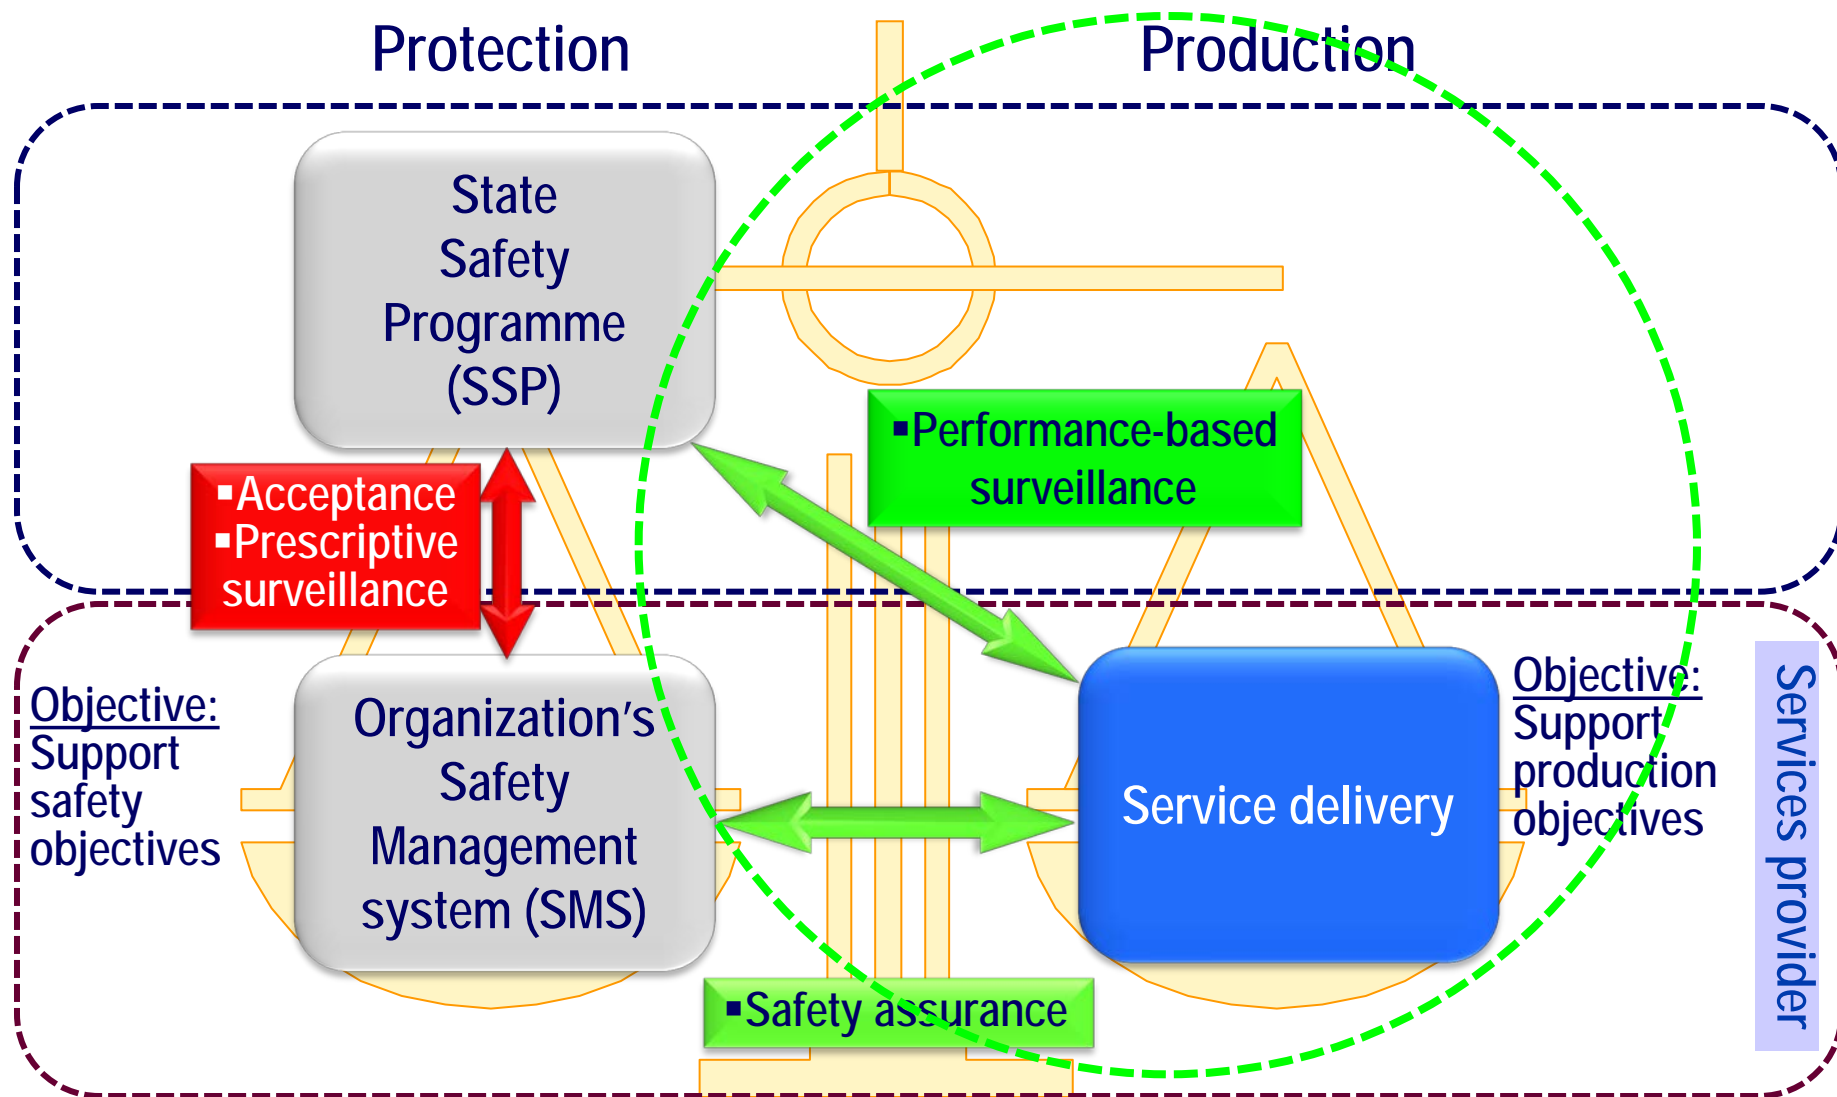 Protection
Production
State
Safety
Programme
(SSP)
▪Performance-based
surveillance
▪Acceptance
▪Prescriptive
surveillance
Objective:
Support
safety
objectives
Organization's
Safety
Management
system (SMS)
Service delivery
Objective:
Support
production
objectives
Services provider
▪Safety assurance